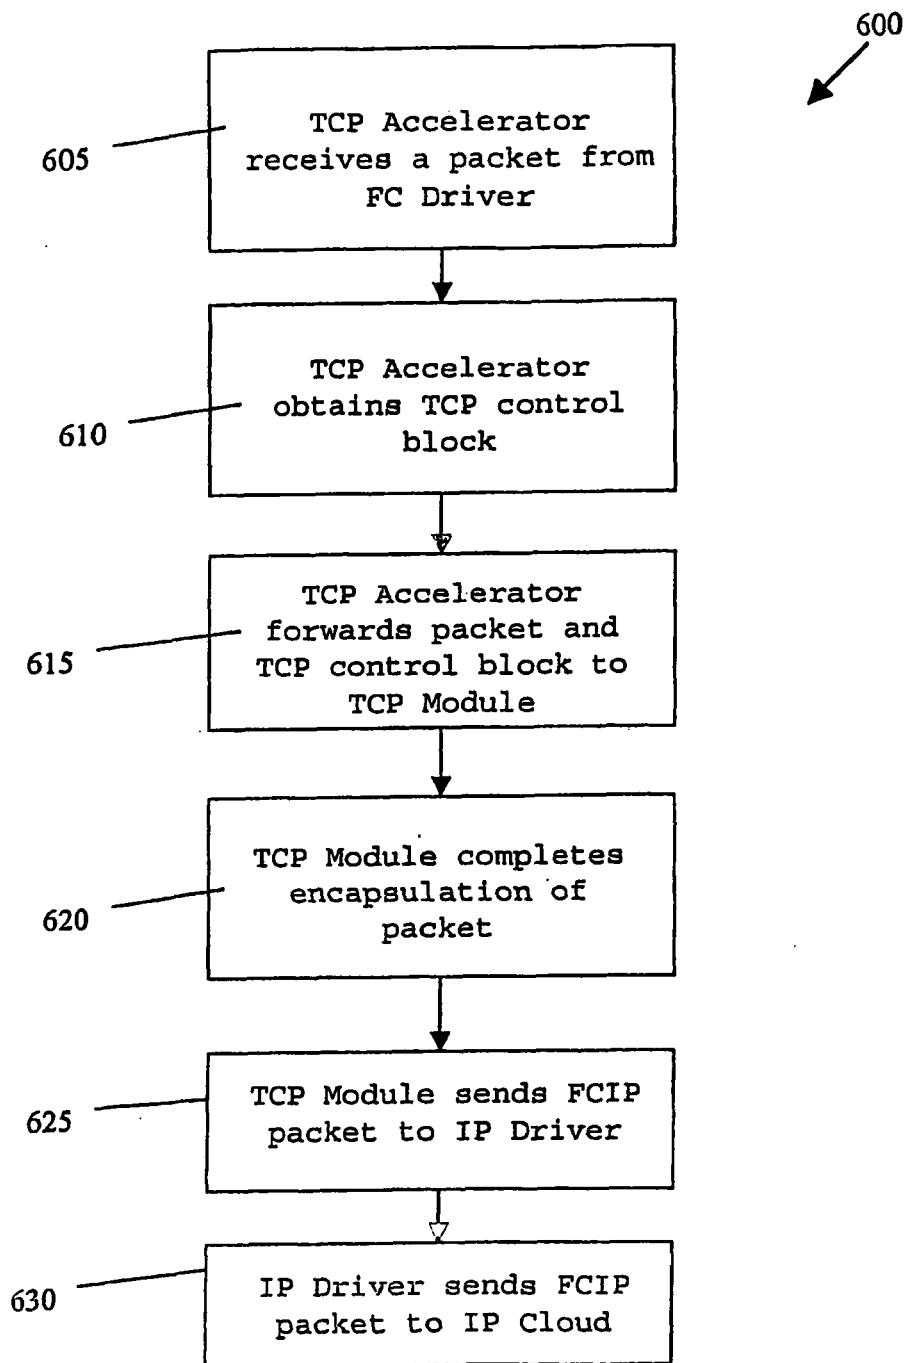 600
605
TCP Accelerator
receives a packet from
FC Driver
610
TCP Accelerator
obtains TCP control
block
615
TCP Accelerator
forwards packet and
TCP control block to
TCP Module
620
TCP Module completes
encapsulation of
packet
625
TCP Module sends FCIP
packet to IP Driver
630
IP Driver sends FCIP
packet to IP Cloud